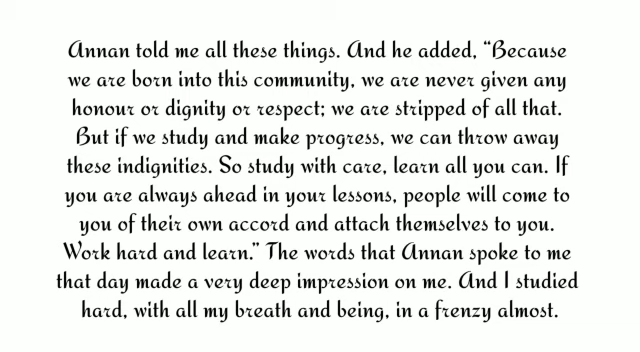 Annan told me all these things. And he added, “Because
we are born into this community, we are never given any
honour or dignity or respect; we are stripped of all that.
But if we study and make progress, we can throw away
these indignities. So study with care, learn all you can. If
you are always ahead in your lessons, people will come to
you of their own accord and attach themselves to you.
Work hard and learn.” The words that Annan spoke to me
that day made a very deep impression on me. And I studied
hard, with all my breath and being, in a frenzy almost.